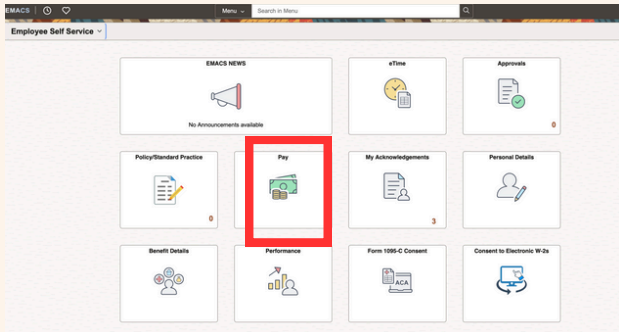 EMACS
Menu
Search in Menu
Employee Self Service
EMACS NEWS
No Announcements available
eTime
Approvals
0
Policy/Standard Practice
0
Pay
My Acknowledgements
3
Personal Details
Benefit Details
Performance
Form 1095-C Consent
ACA
Consent to Electronic W-2s